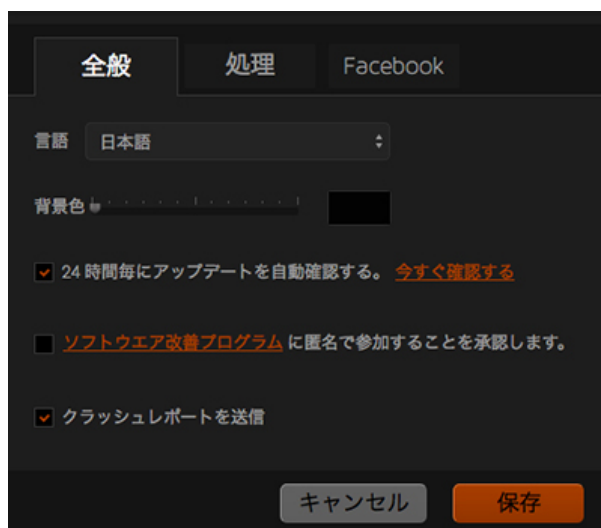 全般 処理 Facebook
言語 日本語
背景色
24 時間毎にアップデートを自動確認する。 今すぐ確認する
ソフトウエア改善プログラム に匿名で参加することを承認します。
クラッシュレポートを送信
キャンセル 保存